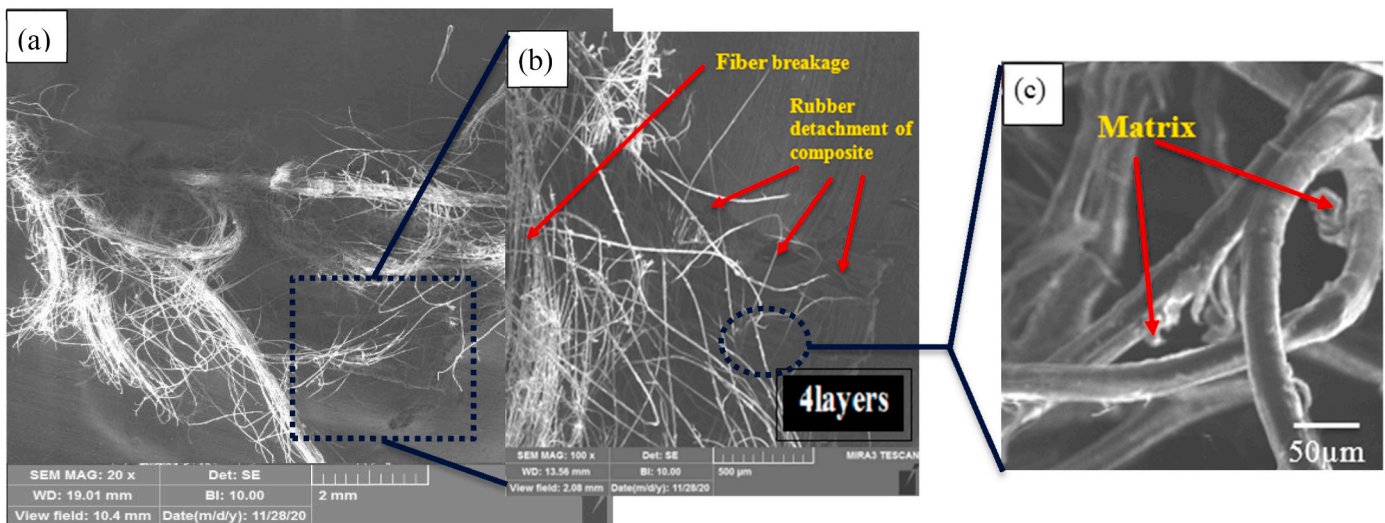 (a)
SEM MAG: 20 x
Det: SE
WD: 19.01 mm
BI: 10.00
2 mm
View field: 10.4 mm
Date(m/d/y): 11/28/20
(b)
Fiber breakage
Rubber
detachment of
composite
4layers
SEM MAG: 100 x
Det: SE
MIRA3 TESCAN
WD: 13.56 mm
BI: 10.00
500 µm
View field: 2.08 mm
Date(m/d/y): 11/28/20
(c)
Matrix
50µm